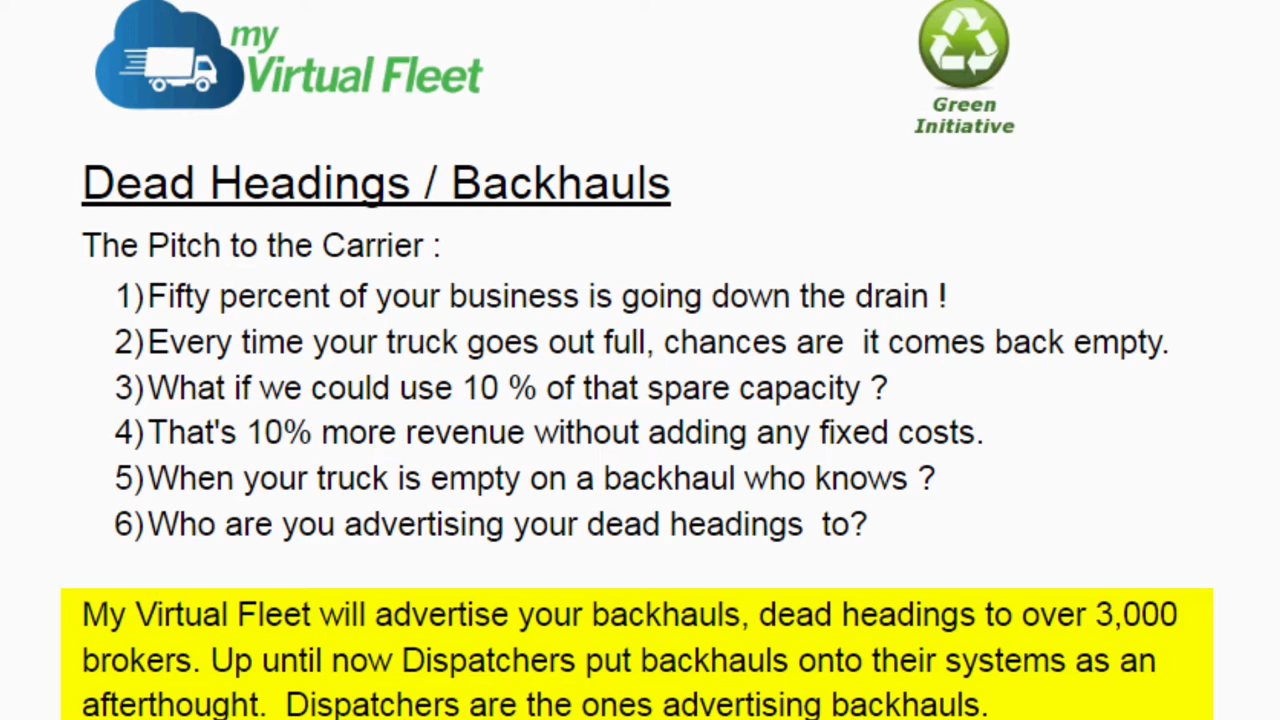 my
Virtual Fleet
Green
Initiative
Dead Headings / Backhauls
The Pitch to the Carrier :
1)Fifty percent of your business is going down the drain !
2)Every time your truck goes out full, chances are  it comes back empty.
3)What if we could use 10 % of that spare capacity ?
4)That's 10% more revenue without adding any fixed costs.
5)When your truck is empty on a backhaul who knows ?
6)Who are you advertising your dead headings  to?
My Virtual Fleet will advertise your backhauls, dead headings to over 3,000
brokers. Up until now Dispatchers put backhauls onto their systems as an
afterthought.  Dispatchers are the ones advertising backhauls.